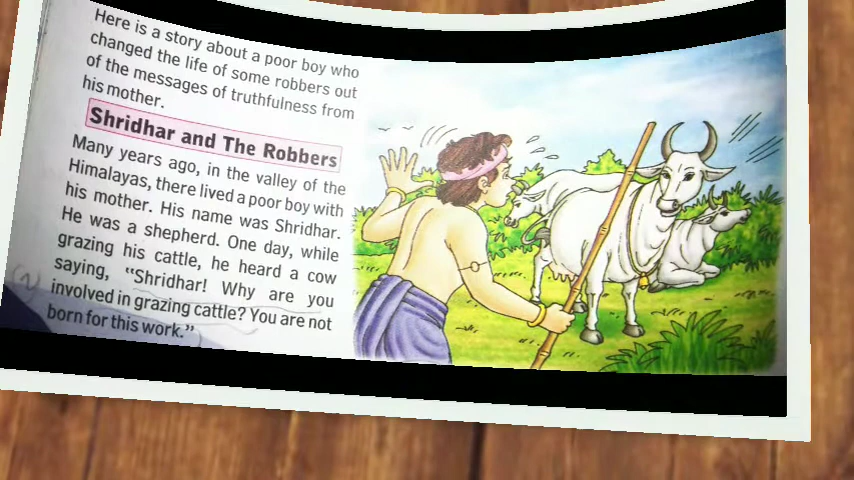 Here is a story about a poor boy who
changed the life of some robbers out
of the messages of truthfulness from
his mother.
Shridhar and The Robbers
Many years ago, in the valley of the
Himalayas, there lived a poor boy with
his mother. His name was Shridhar.
He was a shepherd. One day, while
grazing his cattle, he heard a cow
saying, "Shridhar! Why are you
involved in grazing cattle? You are not
born for this work."